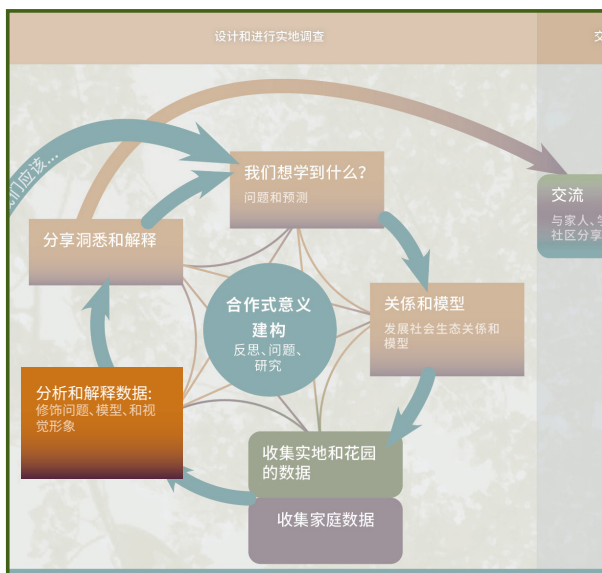 设计和进行实地调查
交
们应该...
我们想学到什么？
问题和预测
交流
与家人、学
社区分享
分享洞悉和解释
合作式意义
建构
反思、问题、
研究
关係和模型
发展社会生态关係和
模型
分析和解释数据:
修饰问题、模型、和视
觉形象
收集实地和花园
的数据
收集家庭数据